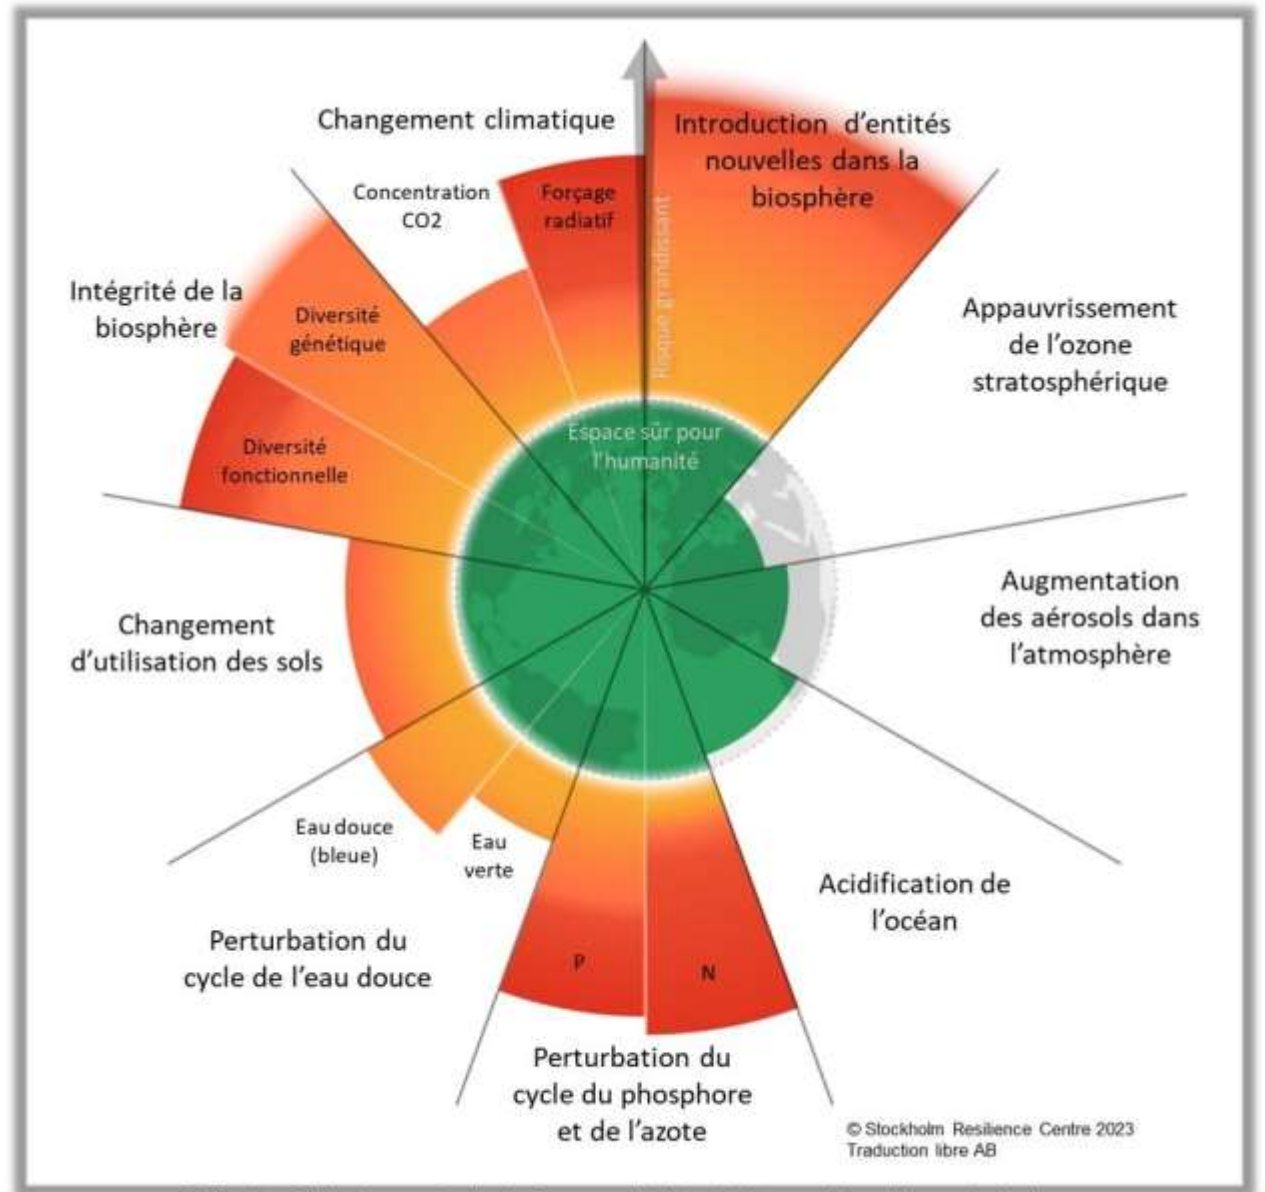 Changement climatique
Introduction d'entités
nouvelles dans la
biosphère
Concentration
CO2
Forçage
radiatif
Risque grandissant
Intégrité de la
biosphère
Diversité
génétique
Appauvrissement
de l'ozone
stratosphérique
Diversité
fonctionnelle
Espace sûr pour
l'humanité
Changement
d'utilisation des sols
Augmentation
des aérosols dans
l'atmosphère
Eau douce
(bleue)
Eau
verte
Acidification de
l'océan
Perturbation du
cycle de l'eau douce
P
N
Perturbation du
cycle du phosphore
et de l'azote
© Stockholm Resilience Centre 2023
Traduction libre AB